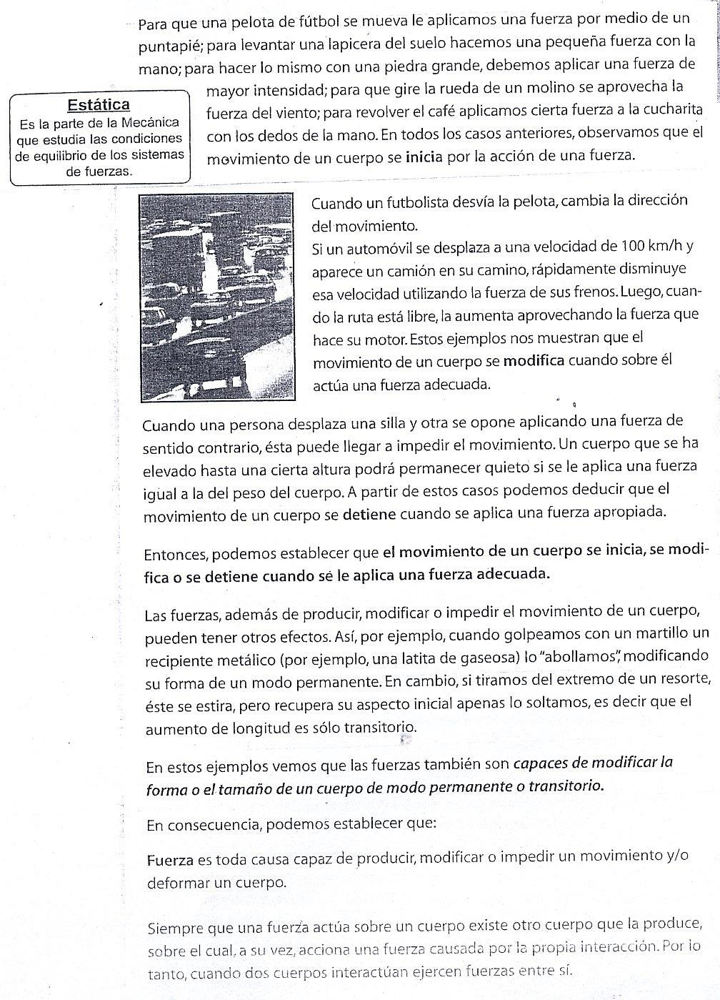 Para que una pelota de fútbol se mueva le aplicamos una fuerza por medio de un
puntapié; para levantar una lapicera del suelo hacemos una pequeña fuerza con la
mano; para hacer lo mismo con una piedra grande, debemos aplicar una fuerza de
mayor intensidad; para que gire la rueda de un molino se aprovecha la
fuerza del viento; para revolver el café aplicamos cierta fuerza a la cucharita
con los dedos de la mano. En todos los casos anteriores, observamos que el
movimiento de un cuerpo se inicia por la acción de una fuerza.
Estática
Es la parte de la Mecánica
que estudia las condiciones
de equilibrio de los sistemas
de fuerzas.
Cuando un futbolista desvía la pelota, cambia la dirección
del movimiento.
Si un automóvil se desplaza a una velocidad de 100 km/h y
aparece un camión en su camino, rápidamente disminuye
esa velocidad utilizando la fuerza de sus frenos. Luego, cuan-
do la ruta está libre, la aumenta aprovechando la fuerza que
hace su motor. Estos ejemplos nos muestran que el
movimiento de un cuerpo se modifica cuando sobre él
actúa una fuerza adecuada.
Cuando una persona desplaza una silla y otra se opone aplicando una fuerza de
sentido contrario, ésta puede llegar a impedir el movimiento. Un cuerpo que se ha
elevado hasta una cierta altura podrá permanecer quieto si se le aplica una fuerza
igual a la del peso del cuerpo. A partir de estos casos podemos deducir que el
movimiento de un cuerpo se detiene cuando se aplica una fuerza apropiada.
Entonces, podemos establecer que el movimiento de un cuerpo se inicia, se modi-
fica o se detiene cuando se le aplica una fuerza adecuada.
Las fuerzas, además de producir, modificar o impedir el movimiento de un cuerpo,
pueden tener otros efectos. Así, por ejemplo, cuando golpeamos con un martillo un
recipiente metálico (por ejemplo, una latita de gaseosa) lo "abollamos", modificando
su forma de un modo permanente. En cambio, si tiramos del extremo de un resorte,
éste se estira, pero recupera su aspecto inicial apenas lo soltamos, es decir que el
aumento de longitud es sólo transitorio.
En estos ejemplos vemos que las fuerzas también son capaces de modificar la
forma o el tamaño de un cuerpo de modo permanente o transitorio.
En consecuencia, podemos establecer que:
Fuerza es toda causa capaz de producir, modificar o impedir un movimiento y/o
deformar un cuerpo.
Siempre que una fuerza actúa sobre un cuerpo existe otro cuerpo que la produce,
sobre el cual, a su vez, acciona una fuerza causada por la propia interacción. Por lo
tanto, cuando dos cuerpos interactúan ejercen fuerzas entre sí.